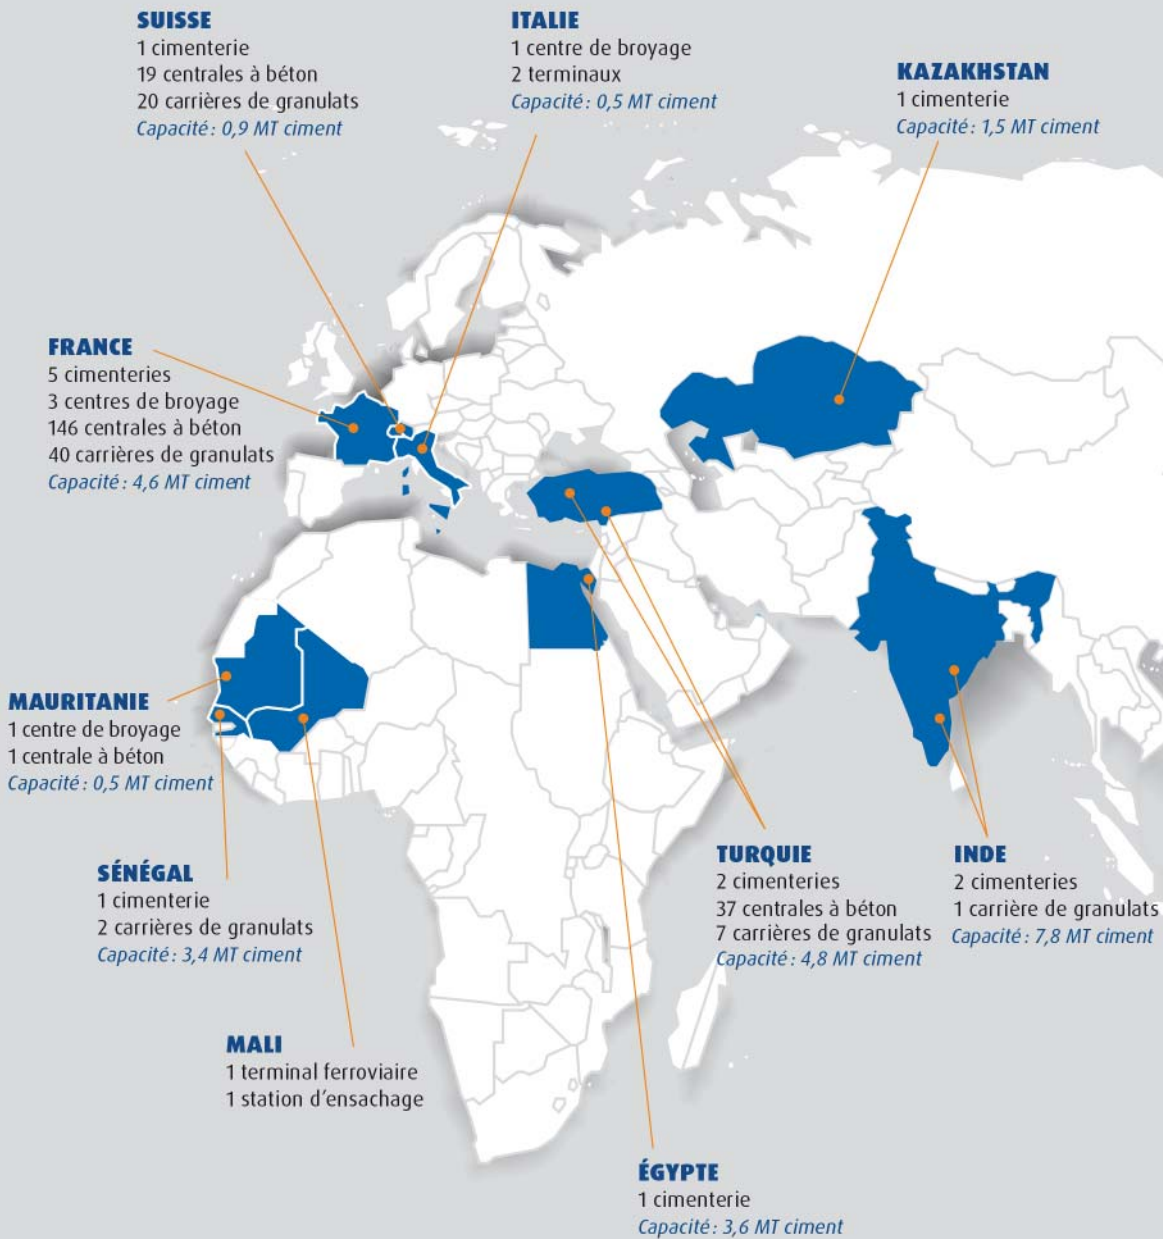 SUISSE
1 cimenterie
19 centrales à béton
20 carrières de granulats
Capacité : 0,9 MT ciment
ITALIE
1 centre de broyage
2 terminaux
Capacité : 0,5 MT ciment
KAZAKHSTAN
1 cimenterie
Capacité : 1,5 MT ciment
FRANCE
5 cimenteries
3 centres de broyage
146 centrales à béton
40 carrières de granulats
Capacité : 4,6 MT ciment
MAURITANIE
1 centre de broyage
1 centrale à béton
Capacité : 0,5 MT ciment
SÉNÉGAL
1 cimenterie
2 carrières de granulats
Capacité : 3,4 MT ciment
TURQUIE
2 cimenteries
37 centrales à béton
7 carrières de granulats
Capacité : 4,8 MT ciment
INDE
2 cimenteries
1 carrière de granulats
Capacité : 7,8 MT ciment
MALI
1 terminal ferroviaire
1 station d'ensachage
ÉGYPTE
1 cimenterie
Capacité : 3,6 MT ciment